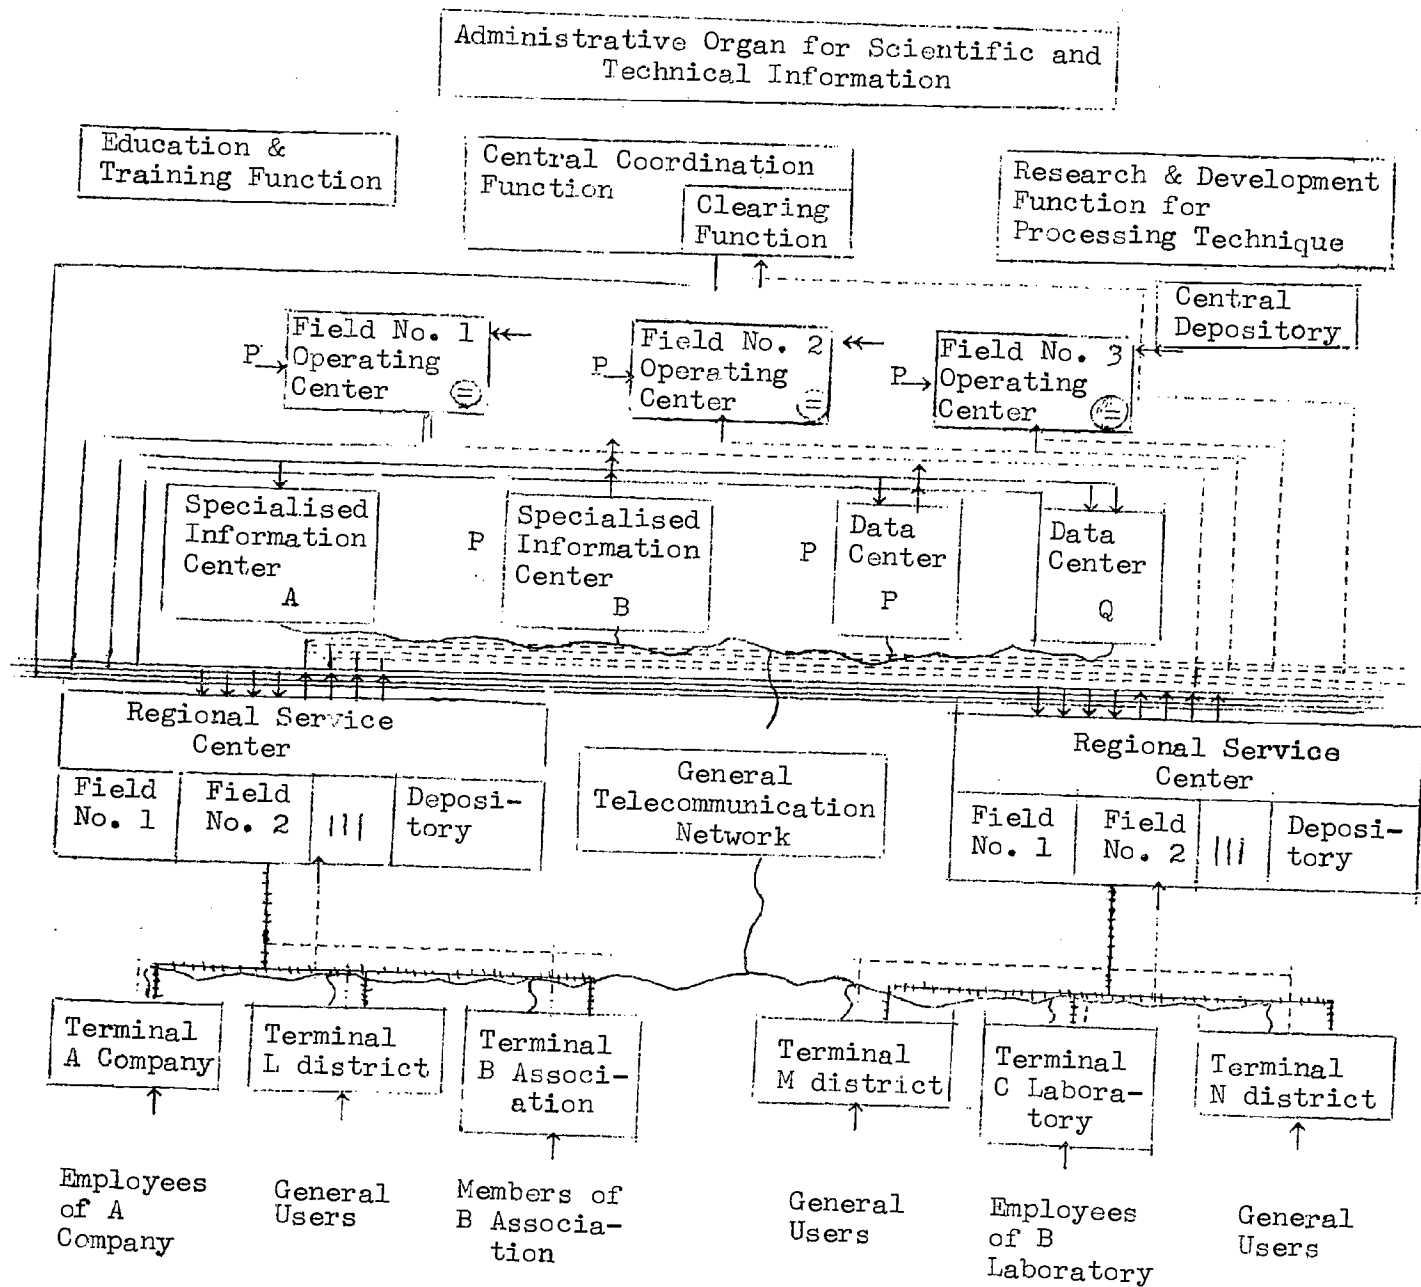 Administrative Organ for Scientific and
Technical Information
Education &
Training Function
Central Coordination
Function
Clearing
Function
Research & Development
Function for
Processing Technique
Central
Depository
Field No. 1
Operating
Center
P
Field No. 2
Operating
Center
P
Field No. 3
Operating
Center
P
Specialised
Information
Center
A
P
Specialised
Information
Center
B
P
Data
Center
P
Data
Center
Q
Regional Service
Center
Field
No. 1
Field
No. 2
Deposi-
tory
General
Telecommunication
Network
Regional Service
Center
Field
No. 1
Field
No. 2
Deposi-
tory
Terminal
A Company
Terminal
L district
Terminal
B Associ-
ation
Terminal
M district
Terminal
C Labora-
tory
Terminal
N district
Employees
of A
Company
General
Users
Members of
B Associa-
tion
General
Users
Employees
of B
Laboratory
General
Users